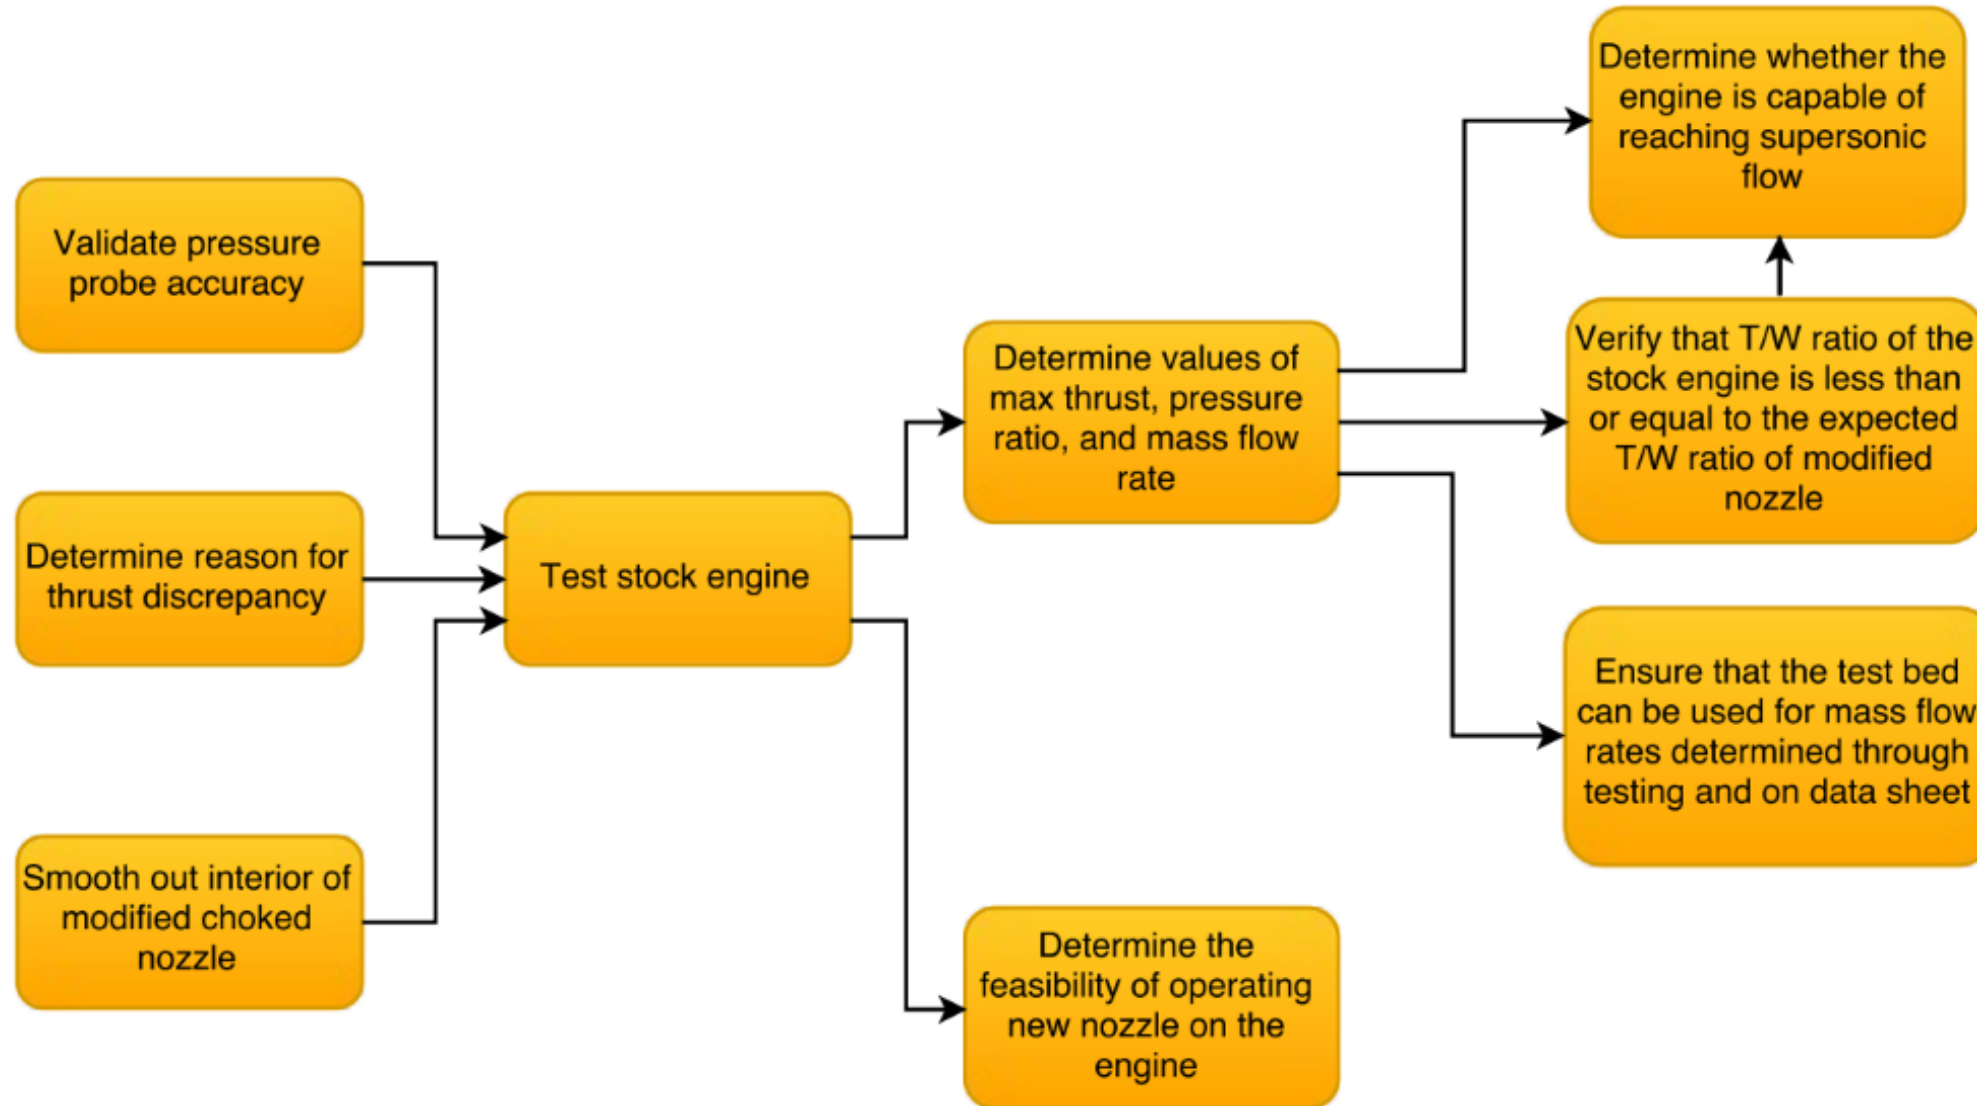 Validate pressure
probe accuracy
Determine reason for
thrust discrepancy
Smooth out interior of
modified choked
nozzle
Test stock engine
Determine values of
max thrust, pressure
ratio, and mass flow
rate
Determine the
feasibility of operating
new nozzle on the
engine
Determine whether the
engine is capable of
reaching supersonic
flow
Verify that T/W ratio of the
stock engine is less than
or equal to the expected
T/W ratio of modified
nozzle
Ensure that the test bed
can be used for mass flow
rates determined through
testing and on data sheet